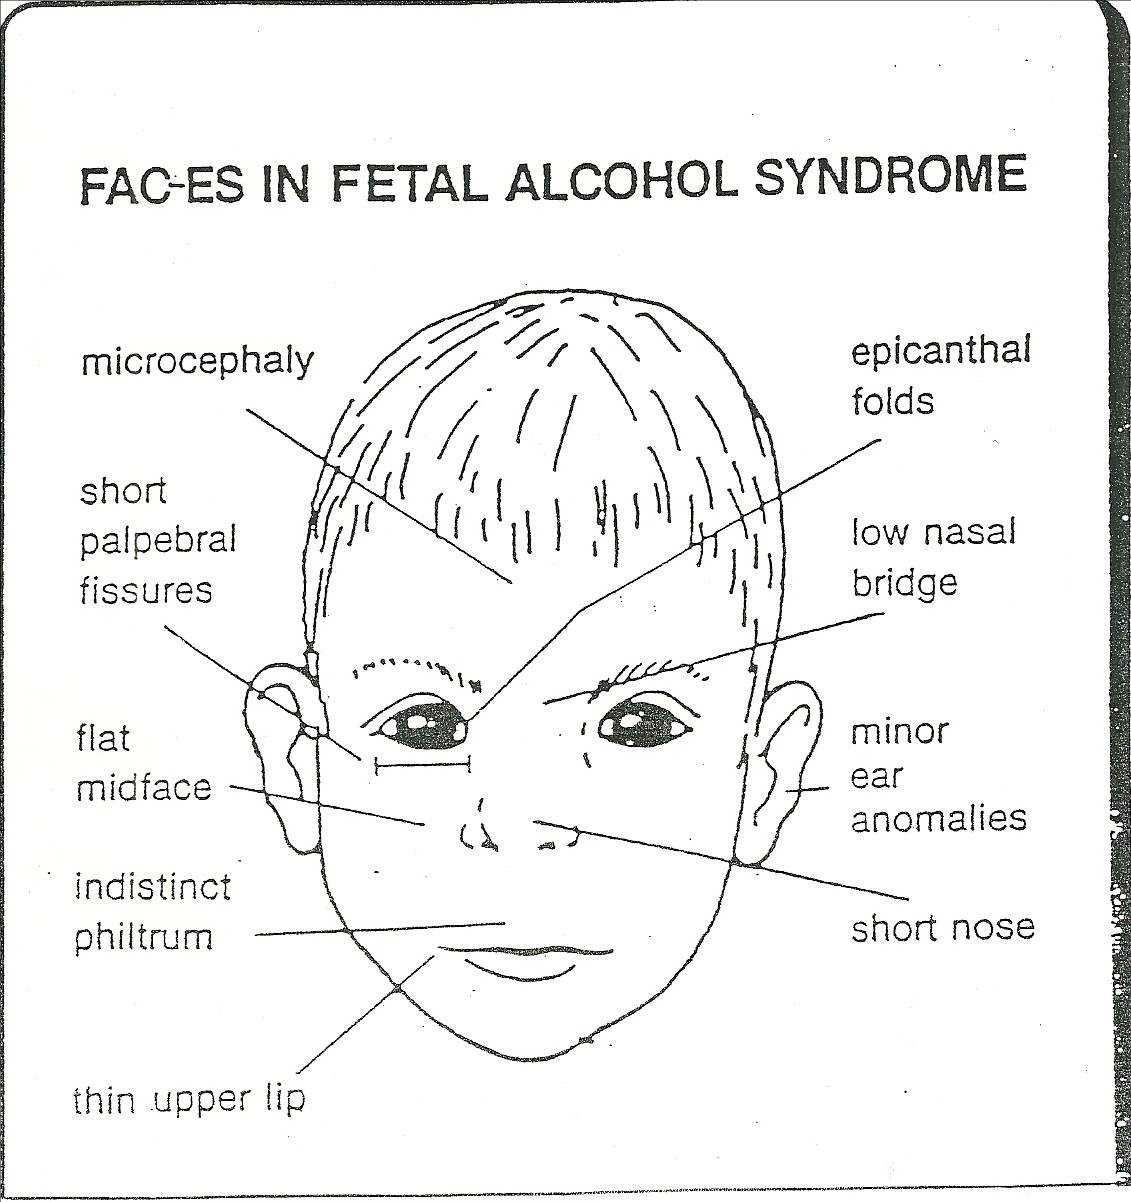 FAC-ES IN FETAL ALCOHOL SYNDROME
microcephaly
short
palpebral
fissures
flat
midface
indistinct
philtrum
thin upper lip
epicanthal
folds
low nasal
bridge
minor
ear
anomalies
short nose